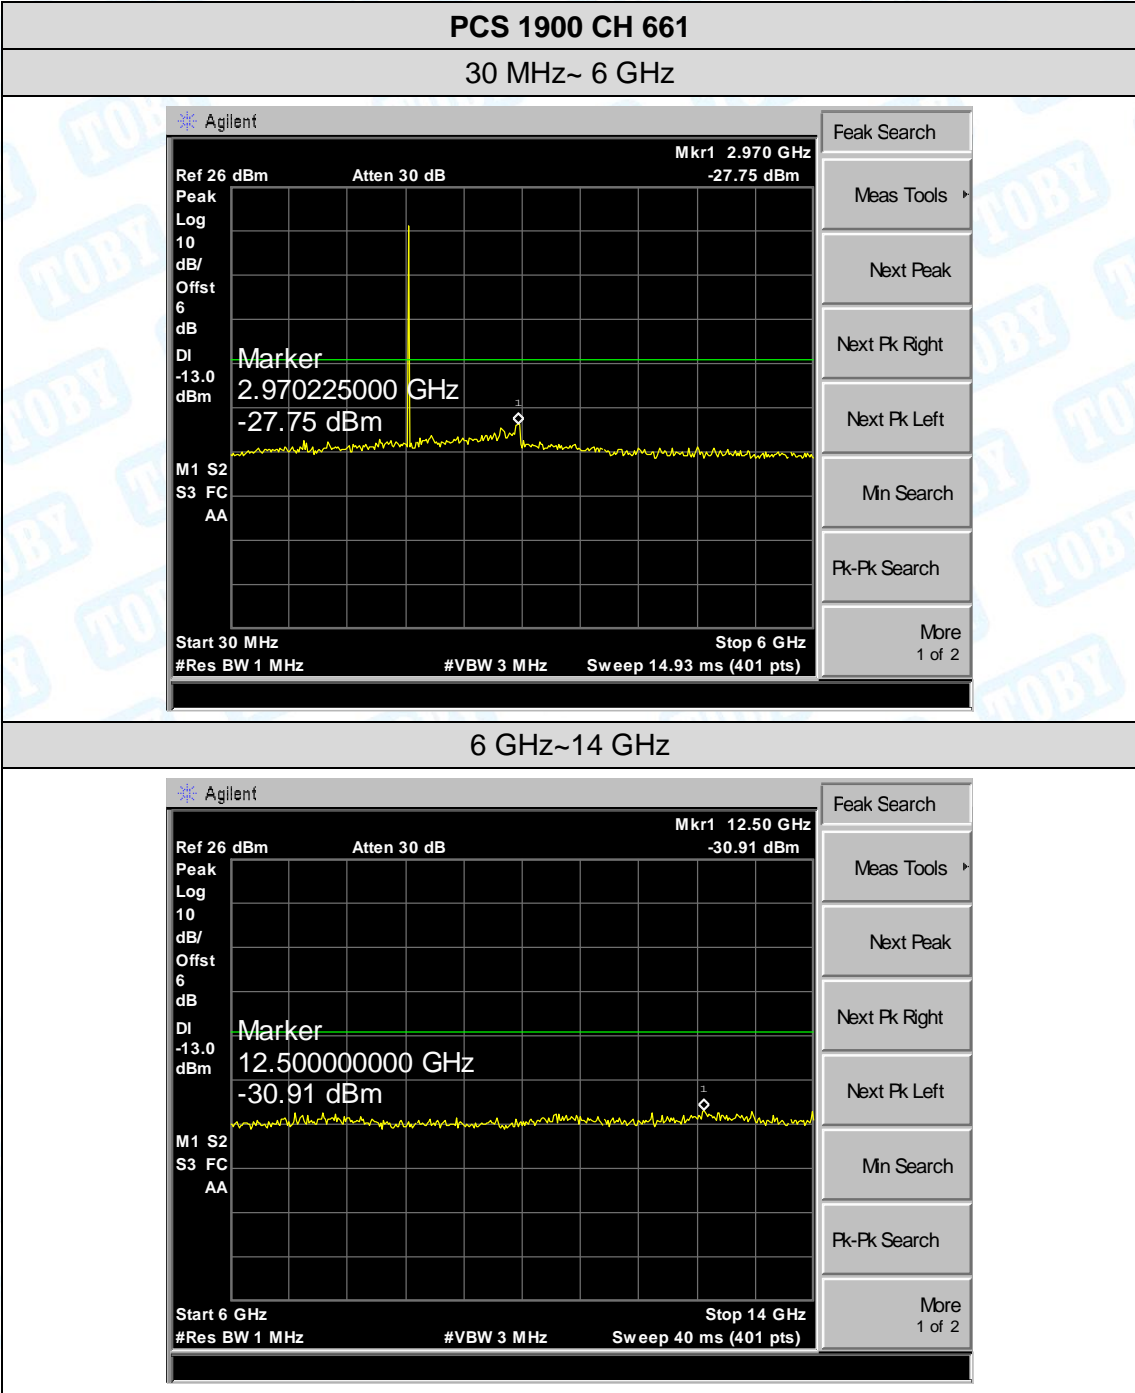 PCS 1900 CH 661
30 MHz~ 6 GHz
Agilent
Feak Search
Mkr1 2.970 GHz
Ref 26 dBm Atten 30 dB -27.75 dBm
Peak
Log
10
dB/
Offst
6
dB
DI
-13.0
dBm
Marker
2.970225000 GHz
-27.75 dBm
1
M1 S2
S3 FC
AA
Start 30 MHz Stop 6 GHz
#Res BW 1 MHz #VBW 3 MHz Sweep 14.93 ms (401 pts)
Meas Tools
Next Peak
Next Pk Right
Next Pk Left
Min Search
Pk-Pk Search
More
1 of 2
6 GHz~14 GHz
Agilent
Feak Search
Mkr1 12.50 GHz
Ref 26 dBm Atten 30 dB -30.91 dBm
Peak
Log
10
dB/
Offst
6
dB
DI
-13.0
dBm
Marker
12.500000000 GHz
-30.91 dBm
1
M1 S2
S3 FC
AA
Start 6 GHz Stop 14 GHz
#Res BW 1 MHz #VBW 3 MHz Sweep 40 ms (401 pts)
Meas Tools
Next Peak
Next Pk Right
Next Pk Left
Min Search
Pk-Pk Search
More
1 of 2
TOBY